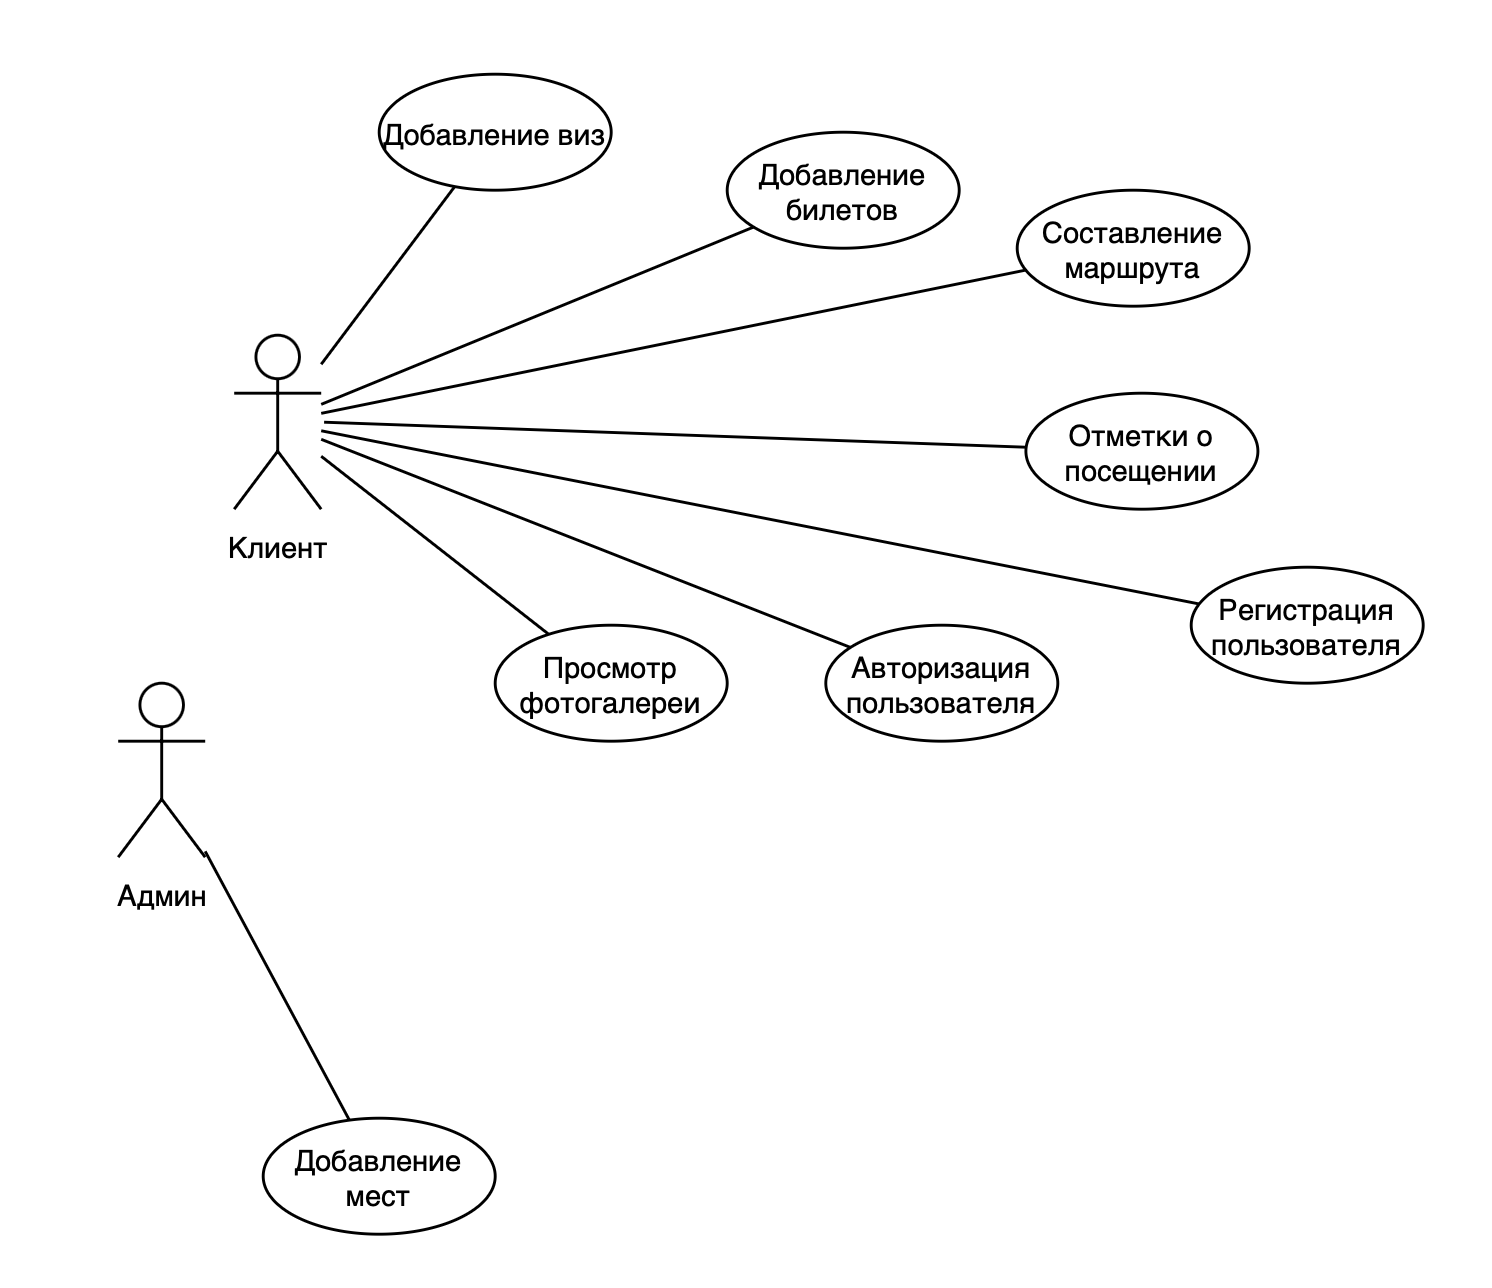 Добавление виз
Добавление
билетов
Составление
маршрута
Отметки о
посещении
Клиент
Регистрация
пользователя
Просмотр
фотогалереи
Авторизация
пользователя
Админ
Добавление
мест